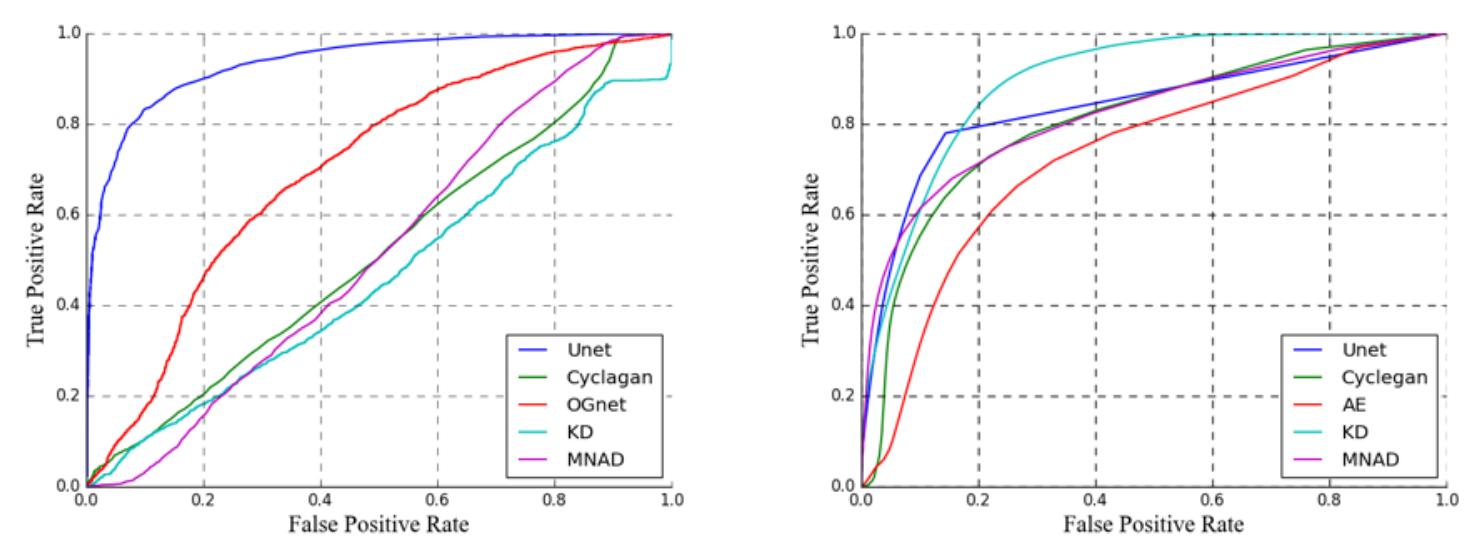 1.0
0.8
0.6
0.4
0.2
0.0
True Positive Rate
0.0 0.2 0.4 0.6 0.8 1.0
False Positive Rate
Unet
Cyclagan
OGnet
KD
MNAD
1.0
0.8
0.6
0.4
0.2
0.0
True Positive Rate
0.0 0.2 0.4 0.6 0.8 1.0
False Positive Rate
Unet
Cyclegan
AE
KD
MNAD